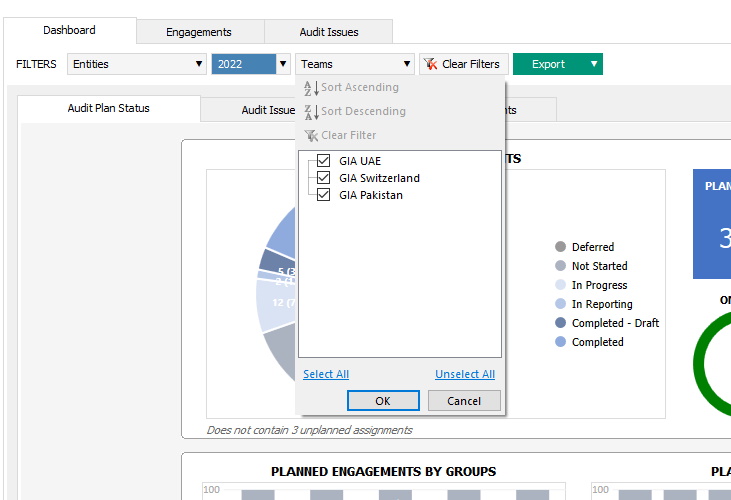 Dashboard
Engagements
Audit Issues
FILTERS
Entities
2022
Teams
Clear Filters
Export
Sort Ascending
Sort Descending
Clear Filter
GIA UAE
GIA Switzerland
GIA Pakistan
Select All
Unselect All
OK
Cancel
Audit Plan Status
Audit Issue
nts
TS
5 (3
12 (7
Deferred
Not Started
In Progress
In Reporting
Completed - Draft
Completed
Does not contain 3 unplanned assignments
PLAN
3
ON
PLANNED ENGAGEMENTS BY GROUPS
100
PLA
100